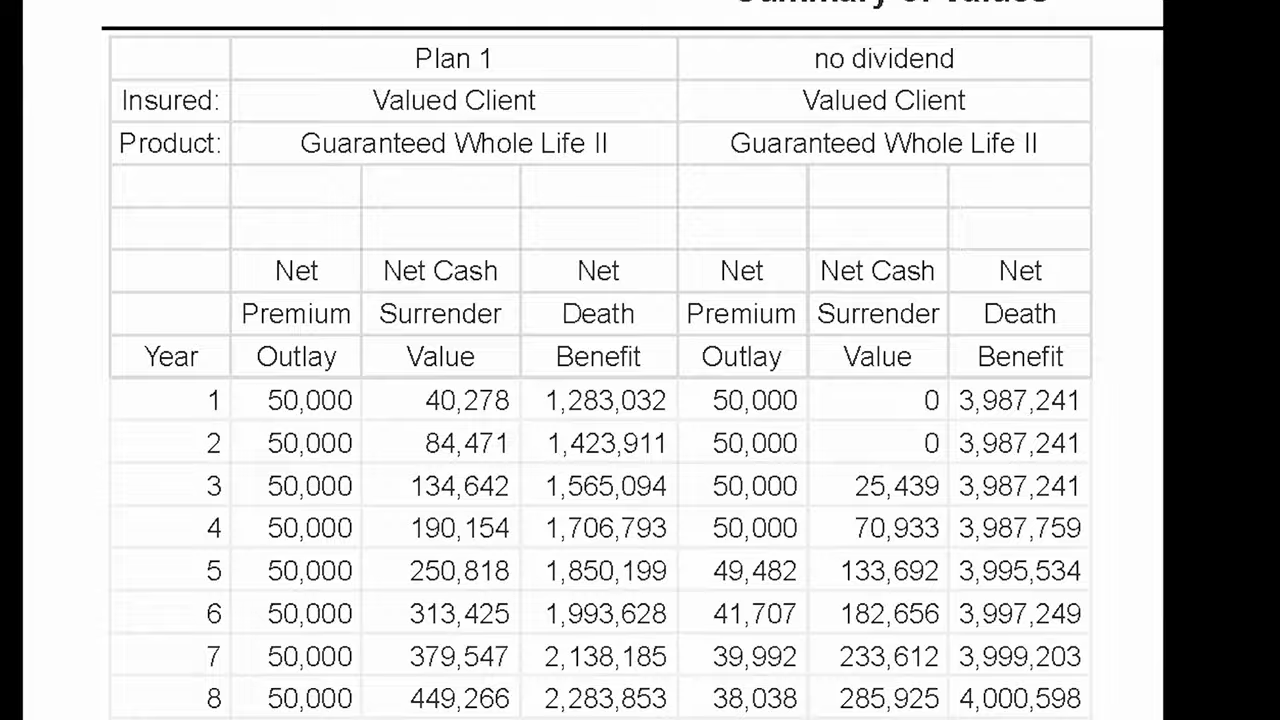 Summary of Values
Plan 1 no dividend
Insured: Valued Client Valued Client
Product: Guaranteed Whole Life II Guaranteed Whole Life II
Net Net Cash Net Net Net Cash Net
Premium Surrender Death Premium Surrender Death
Year Outlay Value Benefit Outlay Value Benefit
1 50,000 40,278 1,283,032 50,000 0 3,987,241
2 50,000 84,471 1,423,911 50,000 0 3,987,241
3 50,000 134,642 1,565,094 50,000 25,439 3,987,241
4 50,000 190,154 1,706,793 50,000 70,933 3,987,759
5 50,000 250,818 1,850,199 49,482 133,692 3,995,534
6 50,000 313,425 1,993,628 41,707 182,656 3,997,249
7 50,000 379,547 2,138,185 39,992 233,612 3,999,203
8 50,000 449,266 2,283,853 38,038 285,925 4,000,598